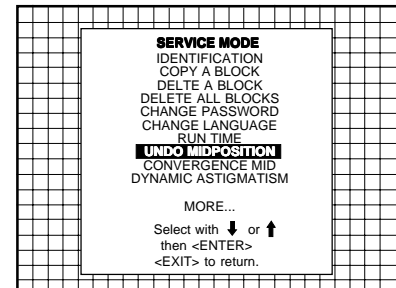 SERVICE MODE
IDENTIFICATION
COPY A BLOCK
DELTE A BLOCK
DELETE ALL BLOCKS
CHANGE PASSWORD
CHANGE LANGUAGE
RUN TIME
UNDO MIDPOSITION
CONVERGENCE MID
DYNAMIC ASTIGMATISM
MORE...
Select with ↓ or ↑
then <ENTER>
<EXIT> to return.